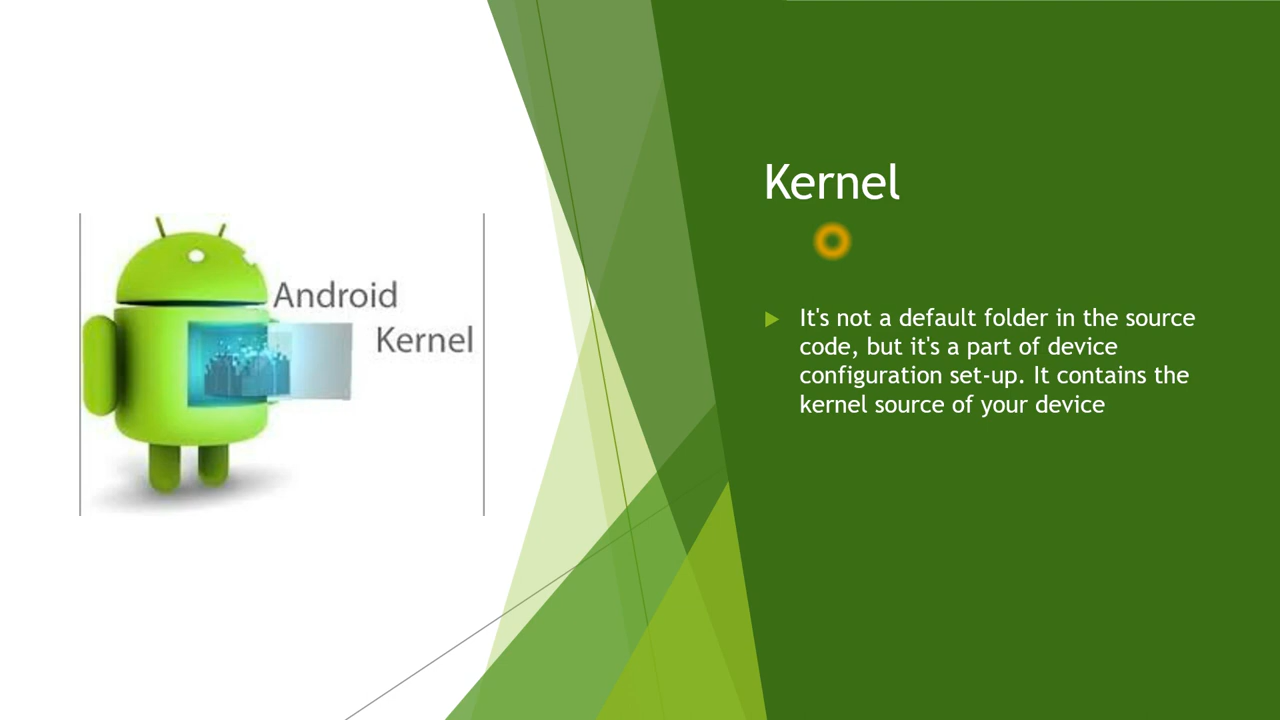 Android
Kernel
Kernel
It's not a default folder in the source
code, but it's a part of device
configuration set-up. It contains the
kernel source of your device